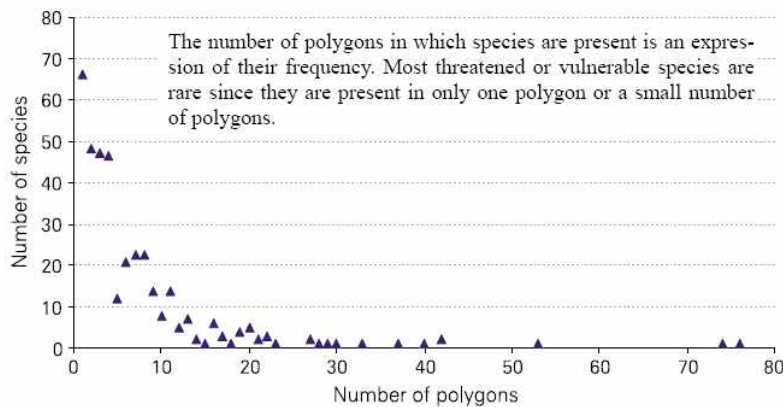 80
70
60
50
40
30
20
10
0
Number of species
The number of polygons in which species are present is an expres-
sion of their frequency. Most threatened or vulnerable species are
rare since they are present in only one polygon or a small number
of polygons.
0 10 20 30 40 50 60 70 80
Number of polygons